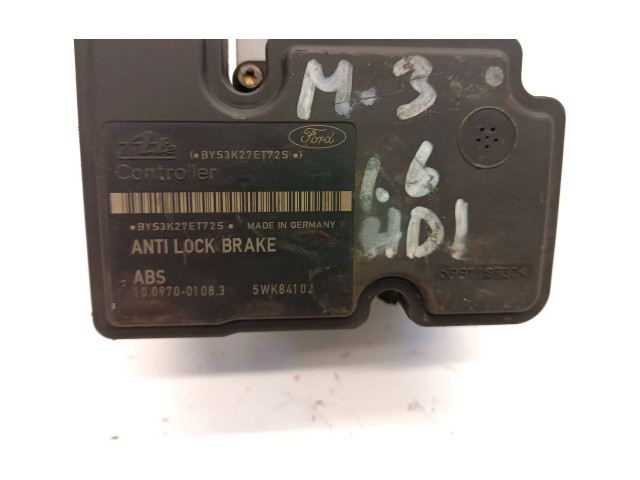 Ate
(*BYS3K27ET72S*)
Ford
Controller
*BYS3K27ET72S*
MADE IN GERMANY
ANTI LOCK BRAKE
ABS
10.0970-0108.3
5WK84102
M.3
1.6
HDI